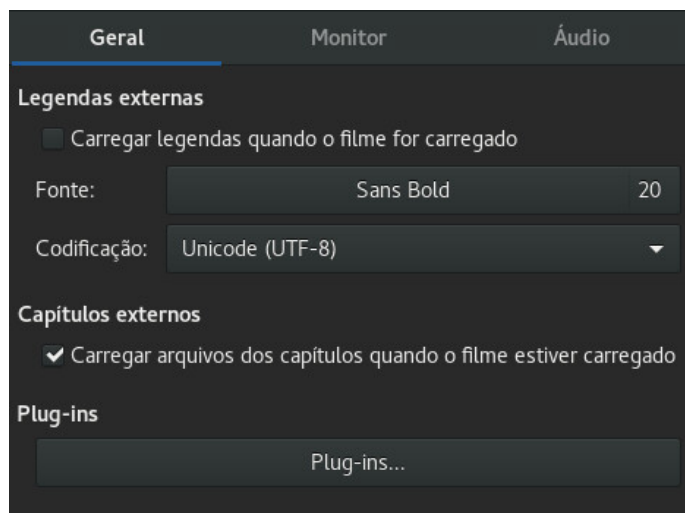 Geral Monitor Áudio
Legendas externas
Carregar legendas quando o filme for carregado
Fonte: Sans Bold 20
Codificação: Unicode (UTF-8)
Capítulos externos
Carregar arquivos dos capítulos quando o filme estiver carregado
Plug-ins
Plug-ins...